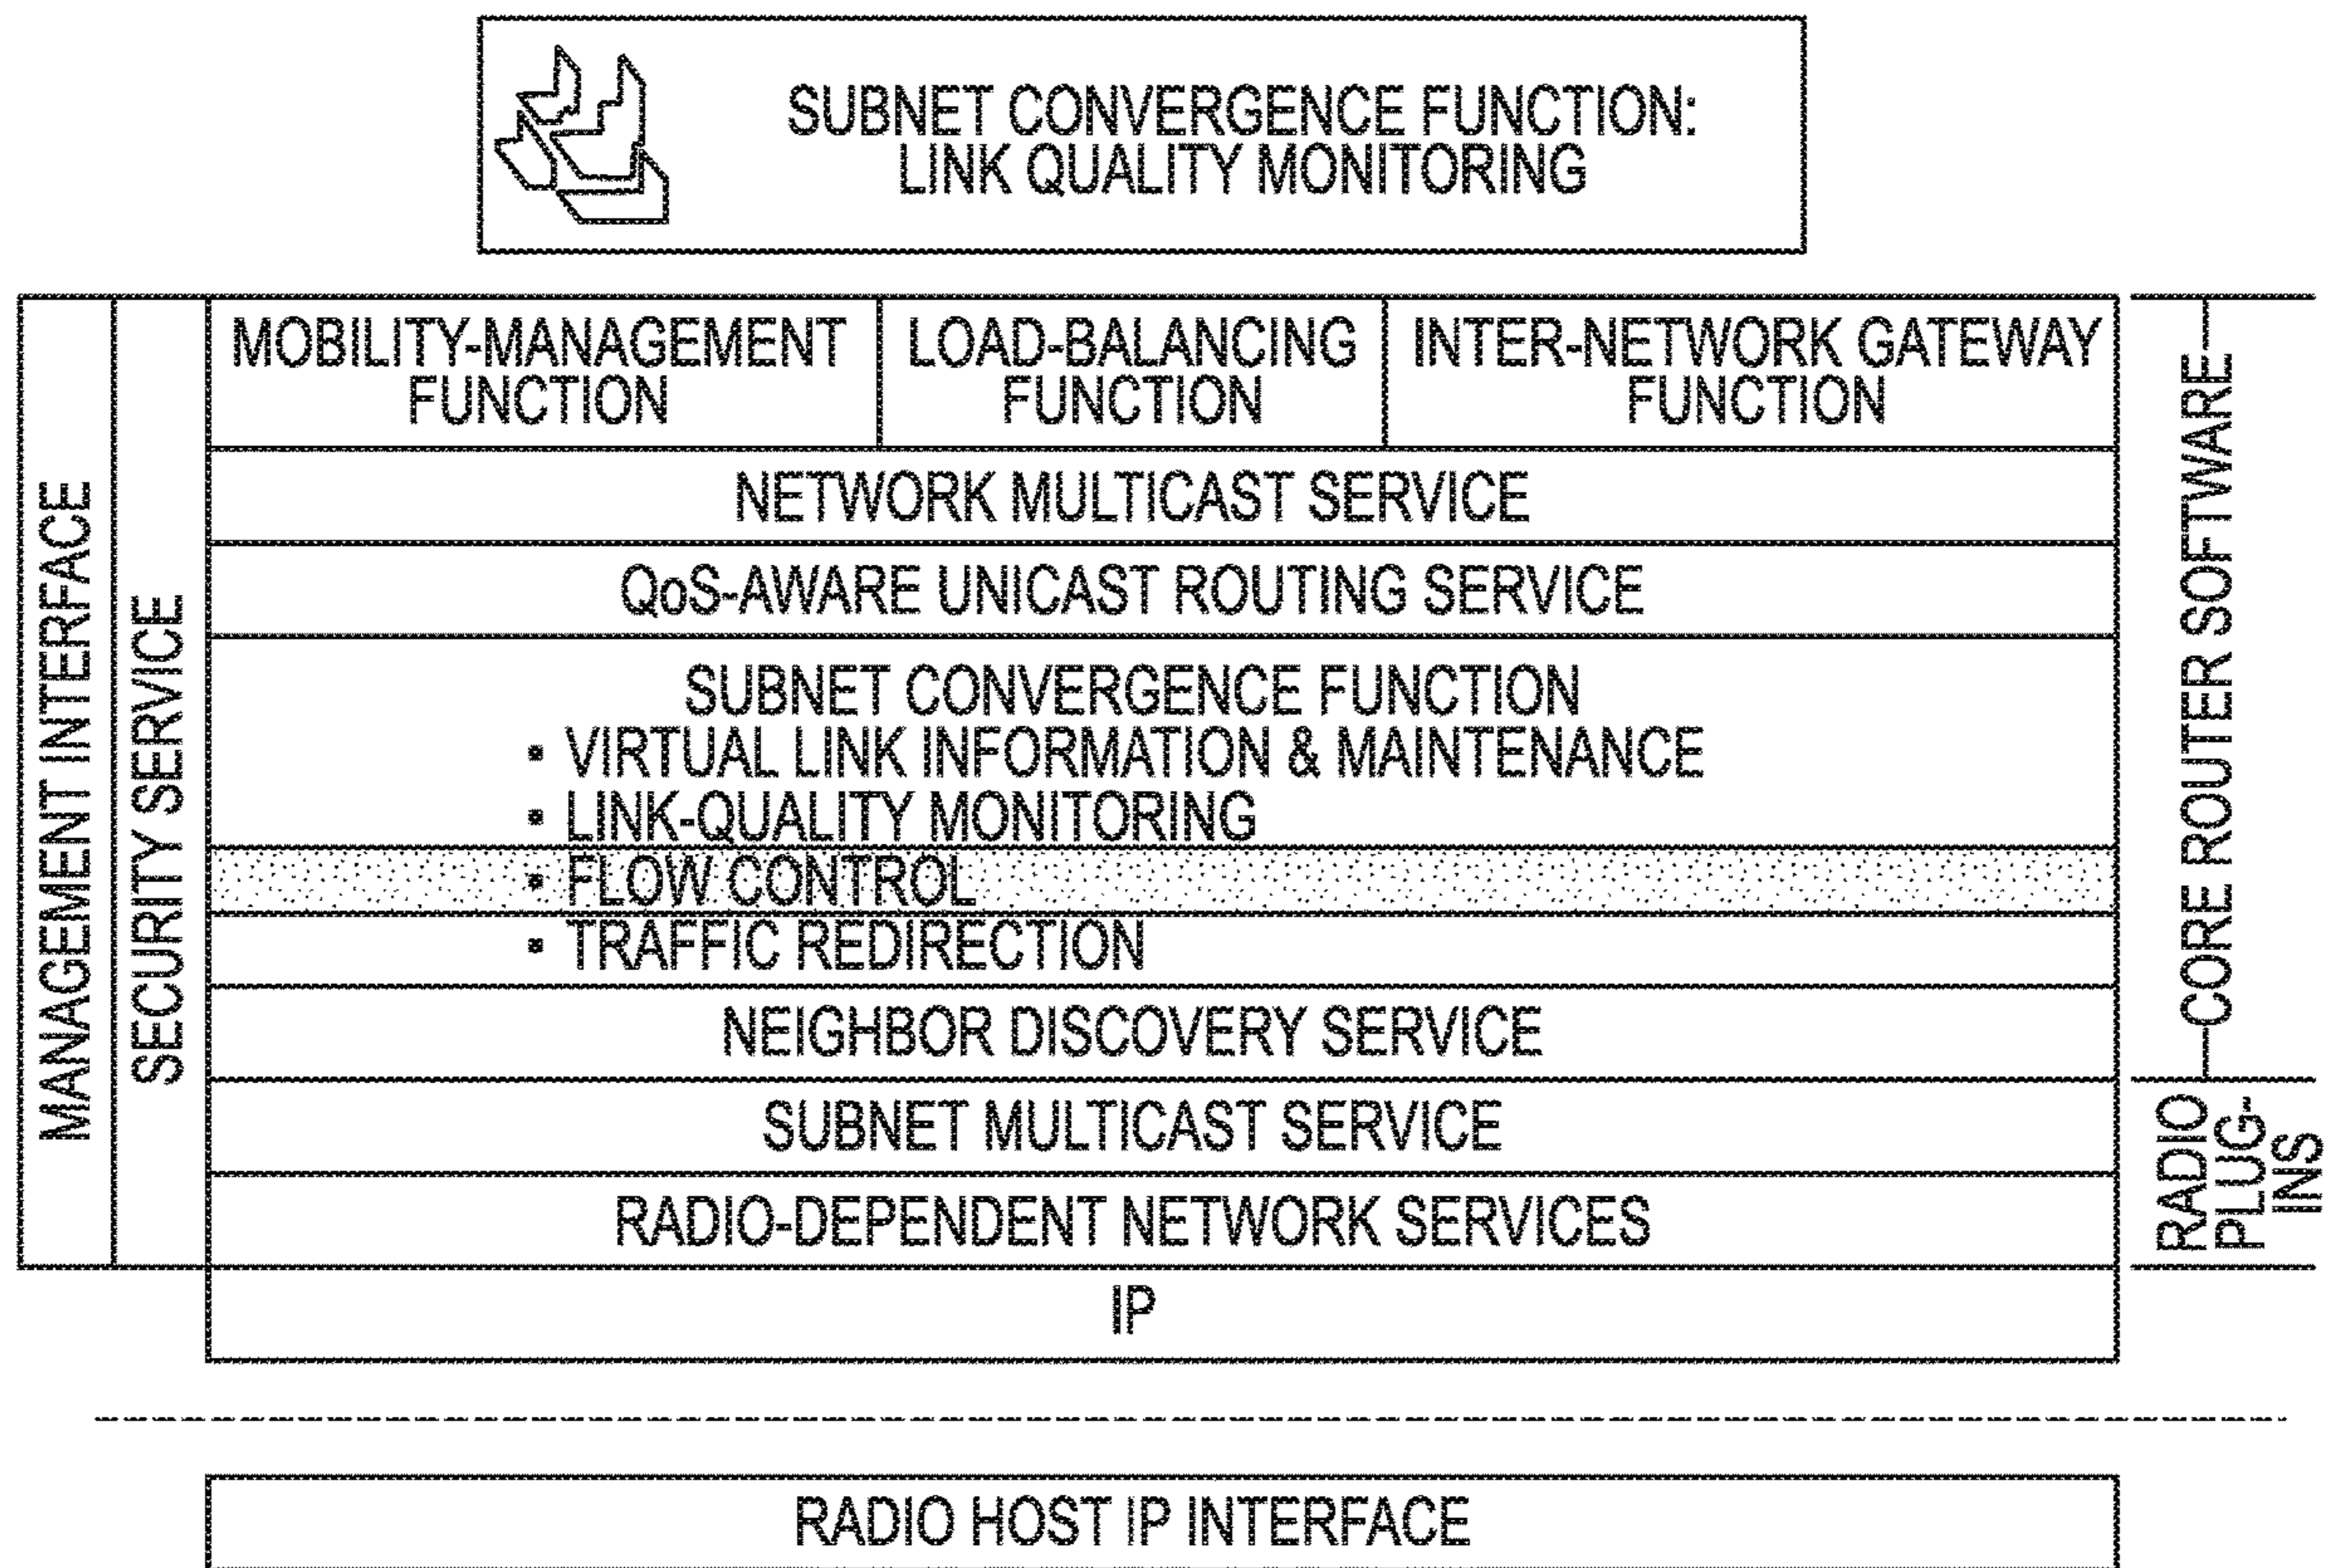 SUBNET CONVERGENCE FUNCTION:
LINK QUALITY MONITORING
MANAGEMENT INTERFACE
SECURITY SERVICE
MOBILITY-MANAGEMENT
FUNCTION
LOAD-BALANCING
FUNCTION
INTER-NETWORK GATEWAY
FUNCTION
NETWORK MULTICAST SERVICE
QoS-AWARE UNICAST ROUTING SERVICE
SUBNET CONVERGENCE FUNCTION
▪ VIRTUAL LINK INFORMATION & MAINTENANCE
▪ LINK-QUALITY MONITORING
▪ FLOW CONTROL
▪ TRAFFIC REDIRECTION
NEIGHBOR DISCOVERY SERVICE
SUBNET MULTICAST SERVICE
RADIO-DEPENDENT NETWORK SERVICES
IP
CORE ROUTER SOFTWARE
RADIO
PLUG-
INS
RADIO HOST IP INTERFACE